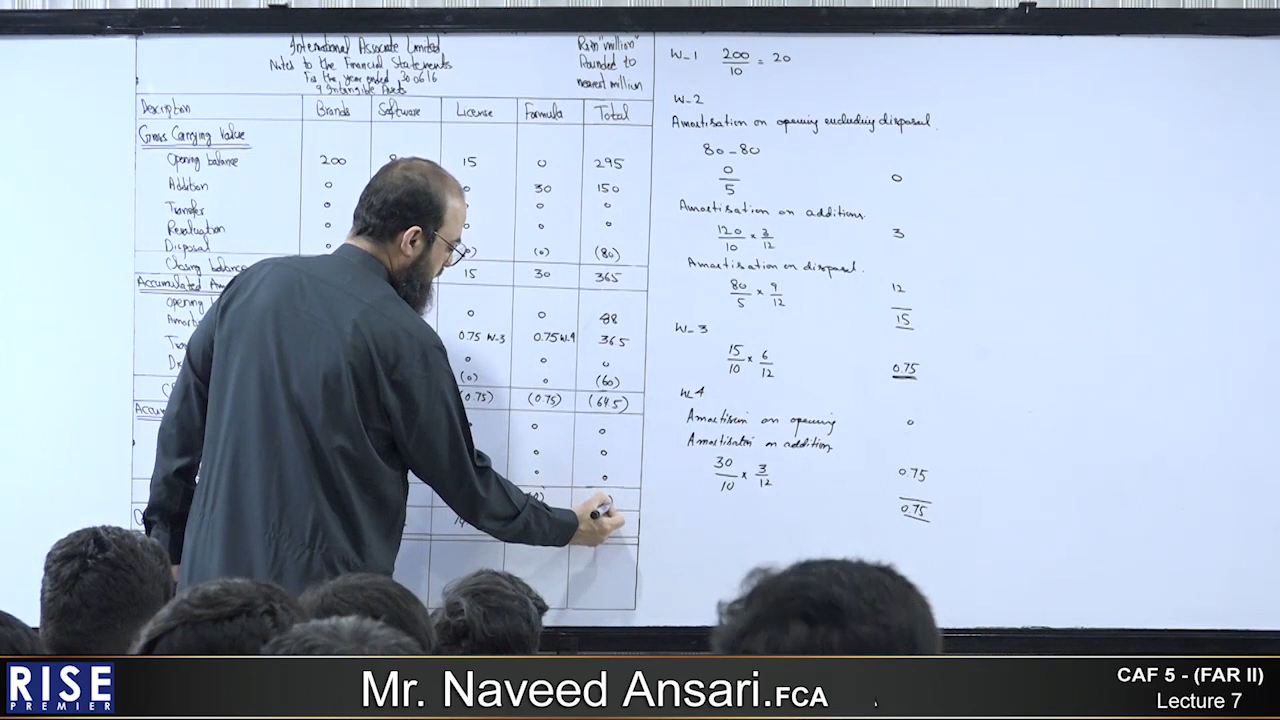 International Associate Limited
Notes to the Financial Statements
For the year ended 30 06 16
9 Intangible Assets
Rs in "million"
Rounded to
nearest million
Description Brands Software License Formula Total
Gross Carrying Value
Opening balance 200 15 0 295
Addition 0 0 30 150
Transfer 0 0 0
Revaluation 0 0 0
Disposal 0 (0) (80)
Closing balance 15 30 365
Accumulated
Opening 0 0 88
0.75 W-3 0.75 W-4 36.5
0 0 0
(0) 0 (60)
(0.75) (0.75) (64.5)
0 0
0 0
0 0
W-1 200/10 = 20
W-2
Amortisation on opening excluding disposal.
80-80
0/5 0
Amortisation on additions.
120/10 × 3/12 3
Amortisation on disposal.
80/5 × 9/12 12
15
W-3
15/10 × 6/12 0.75
W-4
Amortisation on opening 0
Amortisation on addition
30/10 × 3/12 0.75
0.75
RISE
PREMIER
Mr. Naveed Ansari.FCA
CAF 5 - (FAR II)
Lecture 7